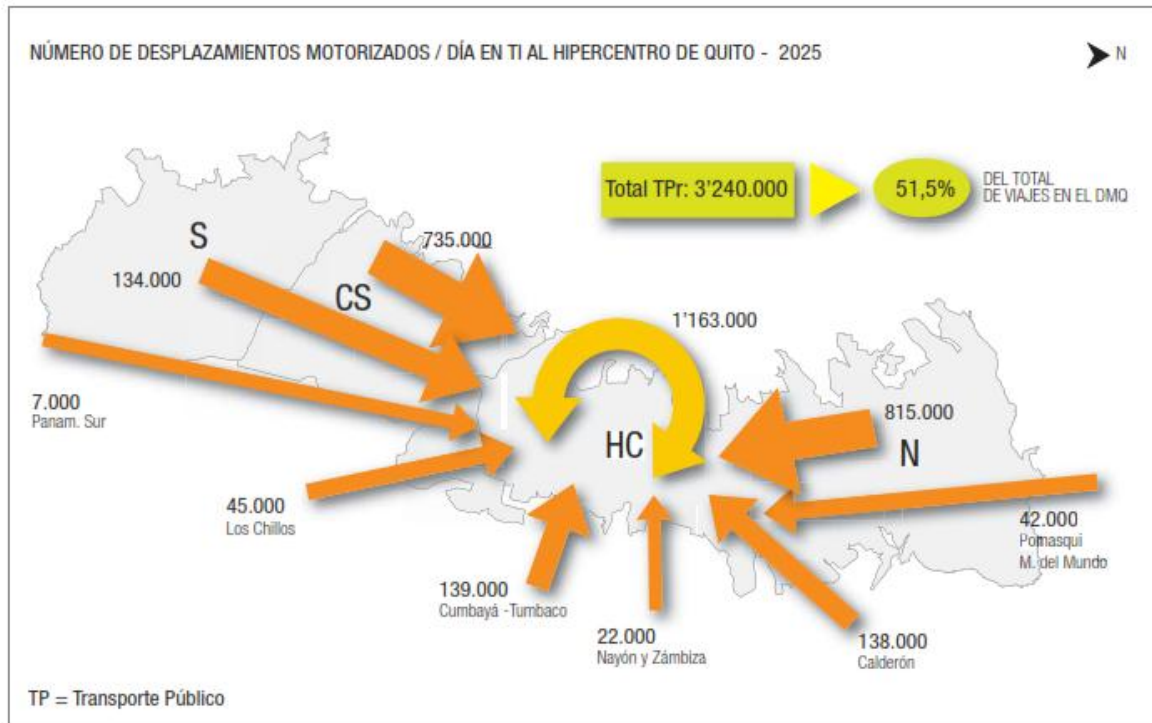 NÚMERO DE DESPLAZAMIENTOS MOTORIZADOS / DÍA EN TI AL HIPERCENTRO DE QUITO - 2025
N
Total TPr: 3'240.000
51,5%
DEL TOTAL
DE VIAJES EN EL DMQ
S
735.000
134.000
CS
1'163.000
7.000
Panam. Sur
815.000
HC
N
45.000
Los Chillos
42.000
Pomasqui
M. del Mundo
139.000
Cumbayá -Tumbaco
22.000
Nayón y Zámbiza
138.000
Calderón
TP = Transporte Público